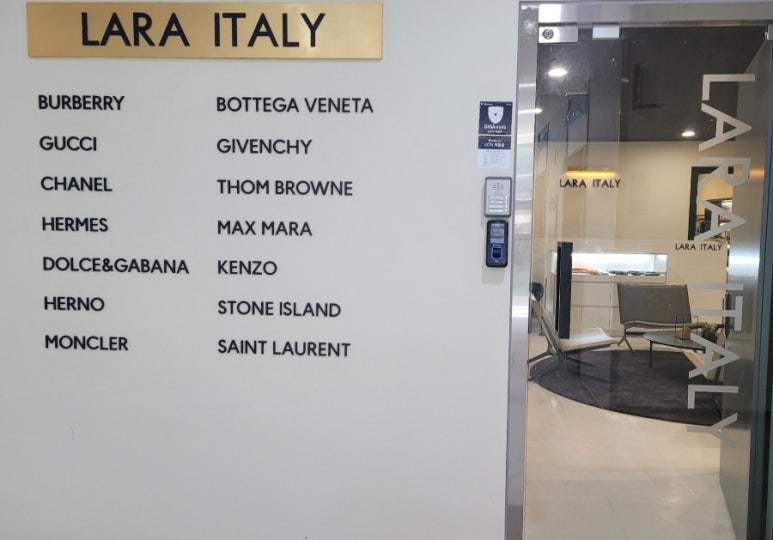 LARA ITALY
BURBERRY
GUCCI
CHANEL
HERMES
DOLCE&GABANA
HERNO
MONCLER
BOTTEGA VENETA
GIVENCHY
THOM BROWNE
MAX MARA
KENZO
STONE ISLAND
SAINT LAURENT
LARA ITALY
LARA ITALY
LARA ITALY